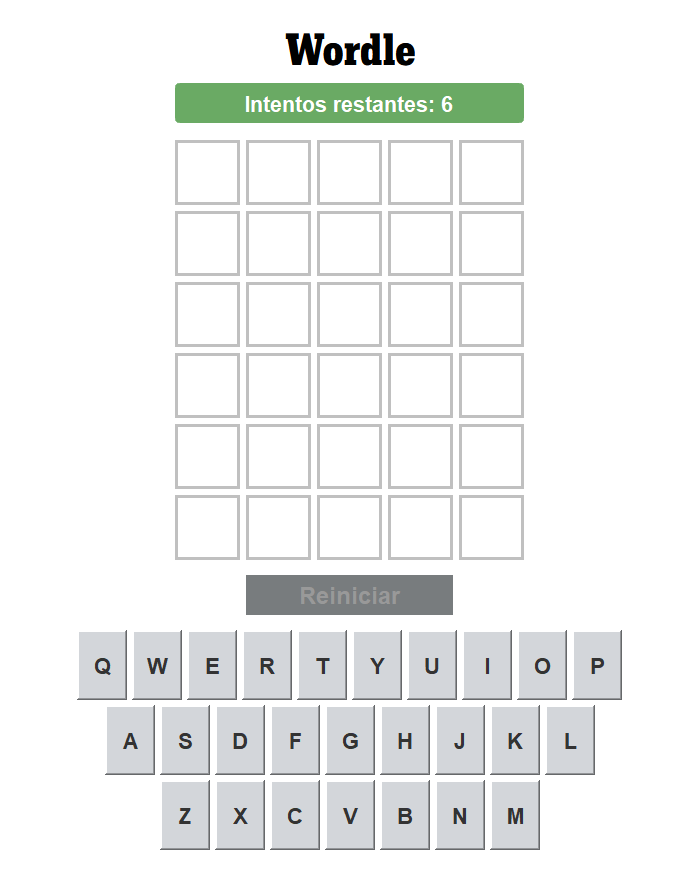 Wordle
Intentos restantes: 6
Reiniciar
Q W E R T Y U I O P
A S D F G H J K L
Z X C V B N M